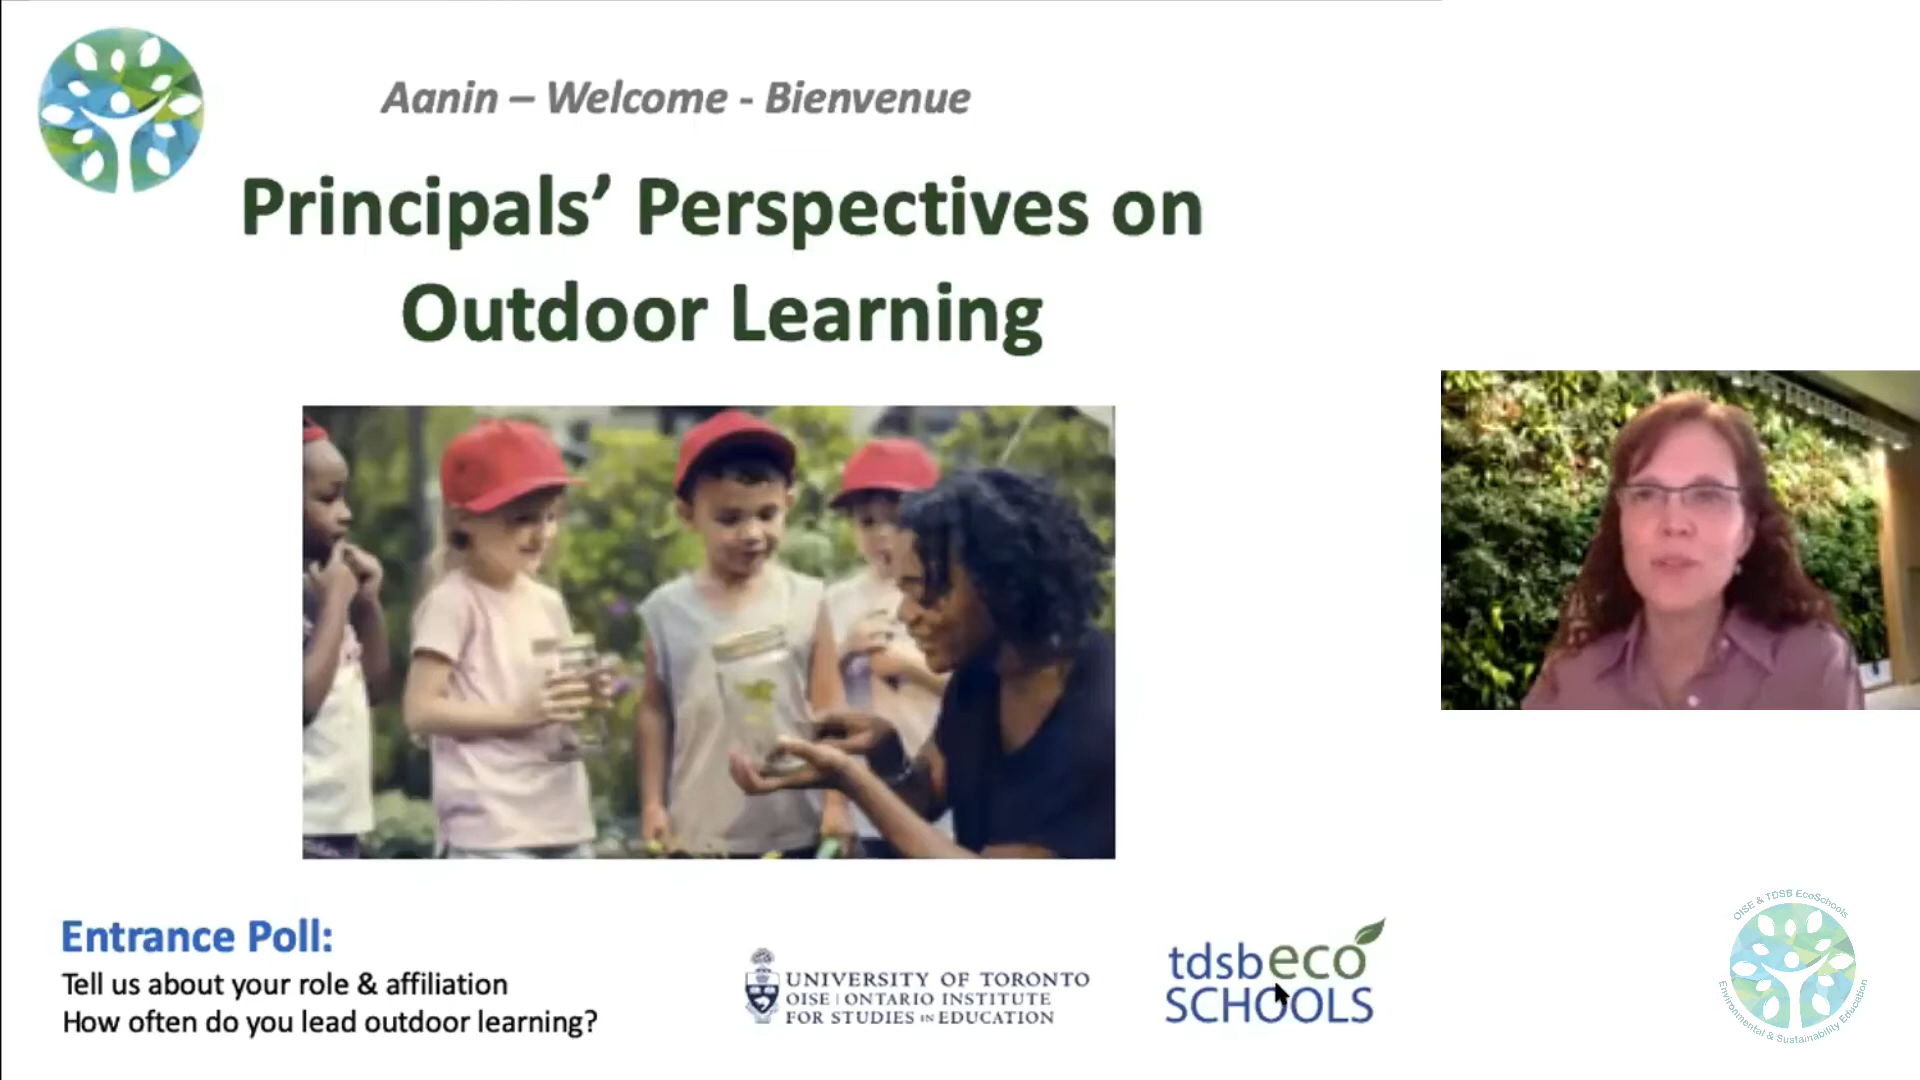 Aanin – Welcome - Bienvenue
Principals’ Perspectives on
Outdoor Learning
Entrance Poll:
Tell us about your role & affiliation
How often do you lead outdoor learning?
UNIVERSITY OF TORONTO
OISE | ONTARIO INSTITUTE
FOR STUDIES IN EDUCATION
tdsbeco
SCHOOLS
OISE & TDSB EcoSchools
Environmental & Sustainability Education